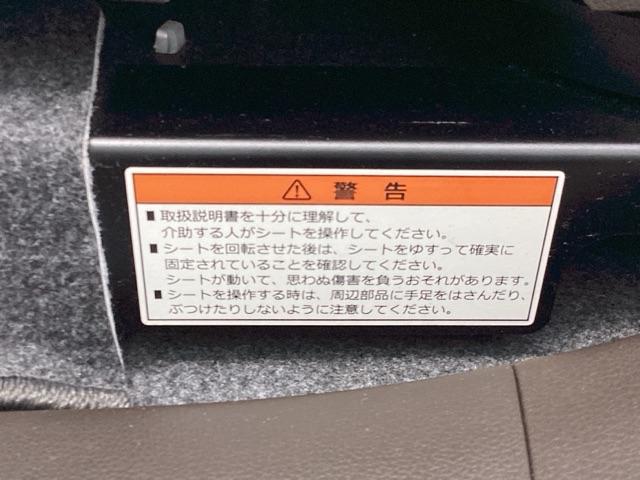 ⚠ 警告
■取扱説明書を十分に理解して、
介助する人がシートを操作してください。
■シートを回転させた後は、シートをゆすって確実に
固定されていることを確認してください。
シートが動いて、思わぬ傷害を負うおそれがあります。
■シートを操作する時は、周辺部品に手足をはさんだり、
ぶつけたりしないように注意してください。